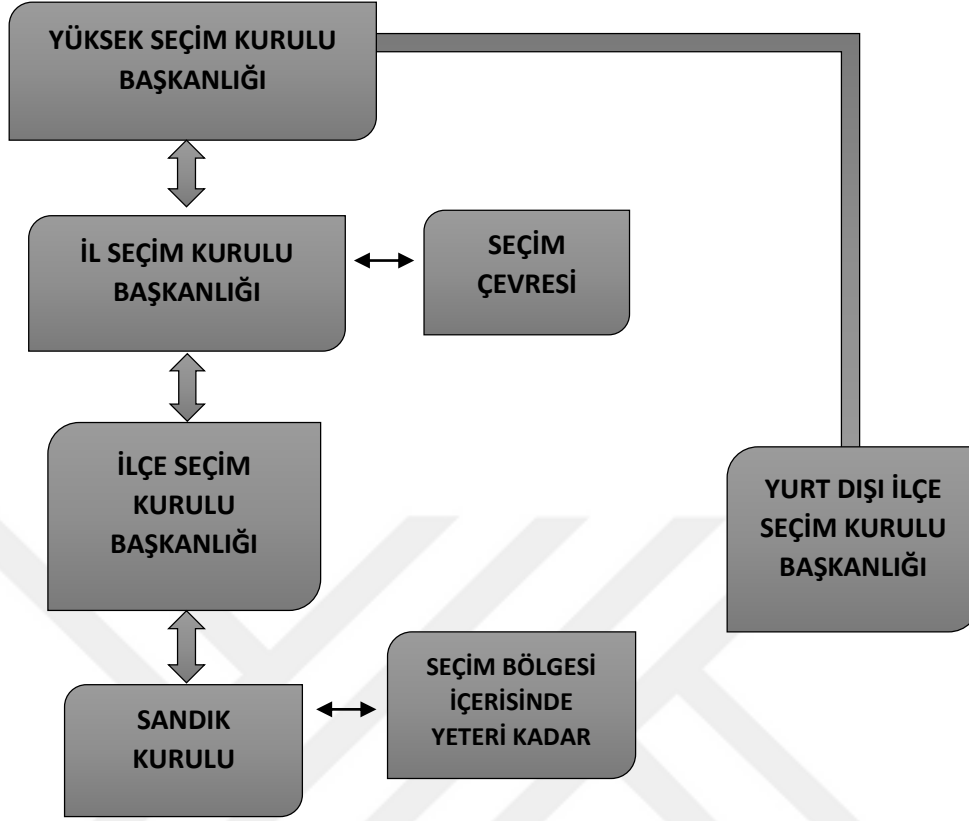 YÜKSEK SEÇİM KURULU
BAŞKANLIĞI
İL SEÇİM KURULU
BAŞKANLIĞI
SEÇİM
ÇEVRESİ
İLÇE SEÇİM
KURULU
BAŞKANLIĞI
YURT DIŞI İLÇE
SEÇİM KURULU
BAŞKANLIĞI
SANDIK
KURULU
SEÇİM BÖLGESİ
İÇERİSİNDE
YETERİ KADAR